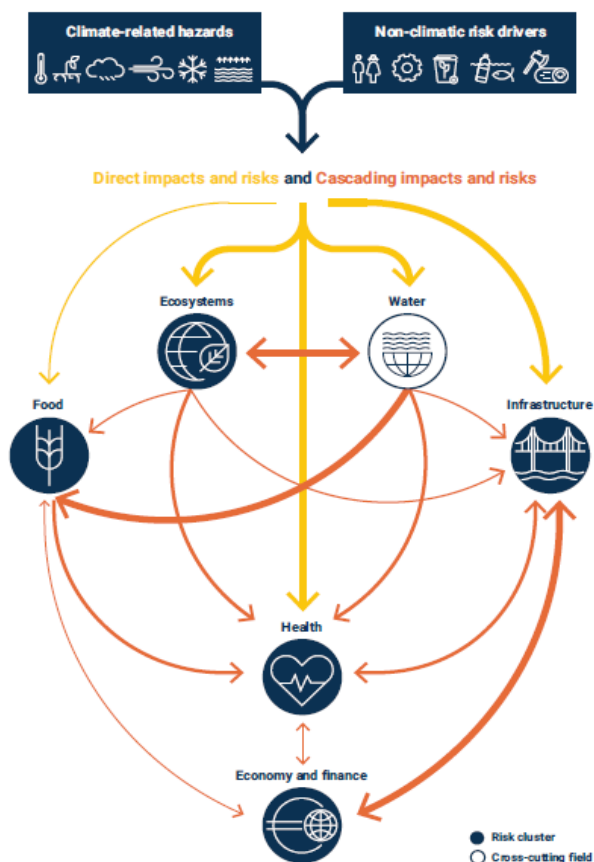 Climate-related hazards
Non-climatic risk drivers
Direct impacts and risks and Cascading impacts and risks
Ecosystems
Water
Food
Infrastructure
Health
Economy and finance
Risk cluster
Cross-cutting field